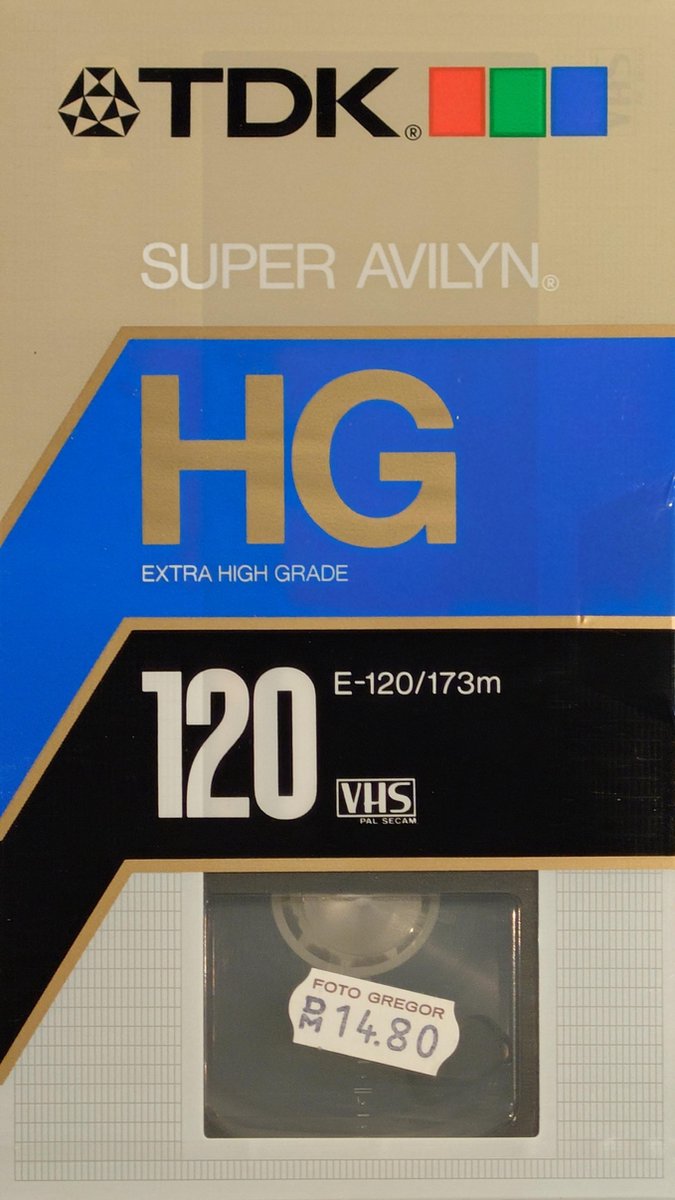 TDK®
SUPER AVILYN®
HG
EXTRA HIGH GRADE
120 E-120/173m
VHS
PAL SECAM
FOTO GREGOR
DM 14.80